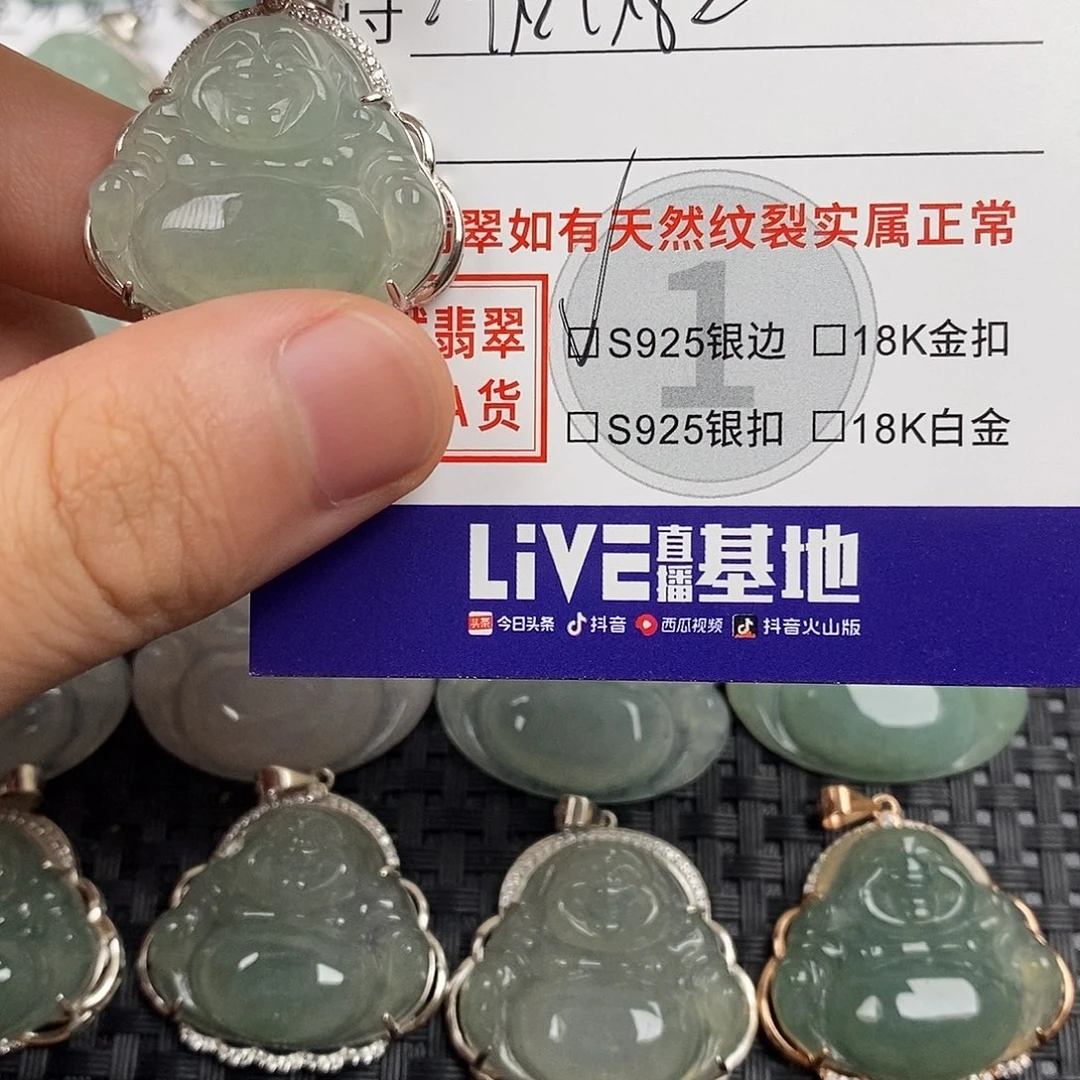 翠如有天然纹裂实属正常
翡翠
A货
□S925银边 □18K金扣
□S925银扣 □18K白金
1
LiVE直播基地
头条 今日头条 抖音 西瓜视频 抖音火山版